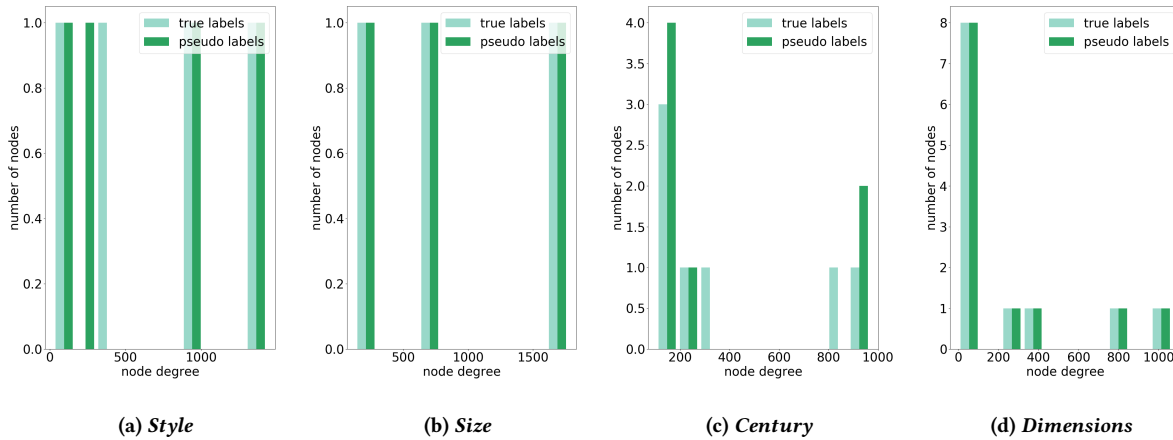 1.0
0.8
0.6
0.4
0.2
0.0
number of nodes
true labels
pseudo labels
0
500
1000
node degree
(a) Style
1.0
0.8
0.6
0.4
0.2
0.0
number of nodes
true labels
pseudo labels
500
1000
1500
node degree
(b) Size
4.0
3.5
3.0
2.5
2.0
1.5
1.0
0.5
0.0
number of nodes
true labels
pseudo labels
200
400
600
800
1000
node degree
(c) Century
8
7
6
5
4
3
2
1
0
number of nodes
true labels
pseudo labels
0
200
400
600
800
1000
node degree
(d) Dimensions